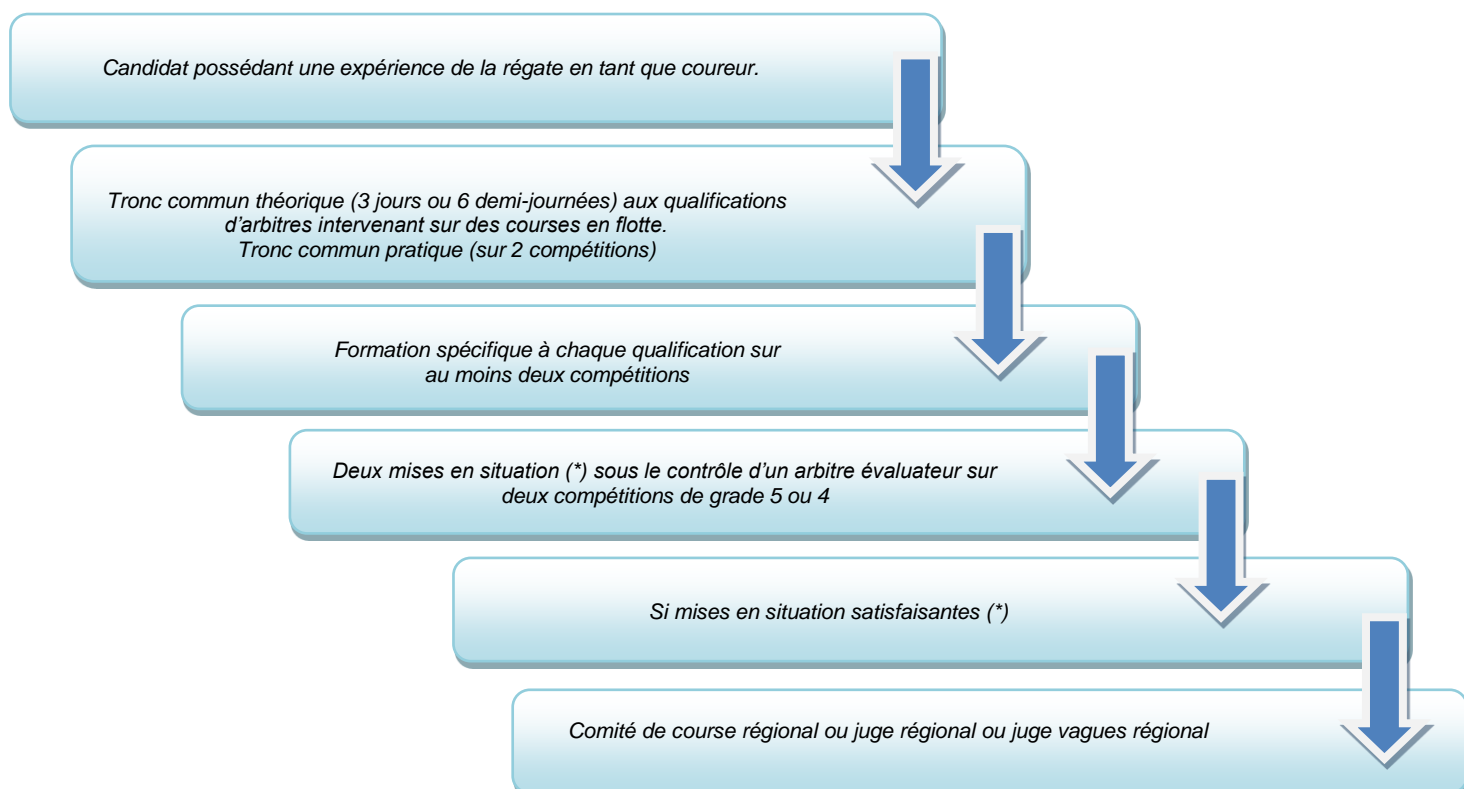 Candidat possédant une expérience de la régate en tant que coureur.
Tronc commun théorique (3 jours ou 6 demi-journées) aux qualifications
d'arbitres intervenant sur des courses en flotte.
Tronc commun pratique (sur 2 compétitions)
Formation spécifique à chaque qualification sur
au moins deux compétitions
Deux mises en situation (*) sous le contrôle d'un arbitre évaluateur sur
deux compétitions de grade 5 ou 4
Si mises en situation satisfaisantes (*)
Comité de course régional ou juge régional ou juge vagues régional